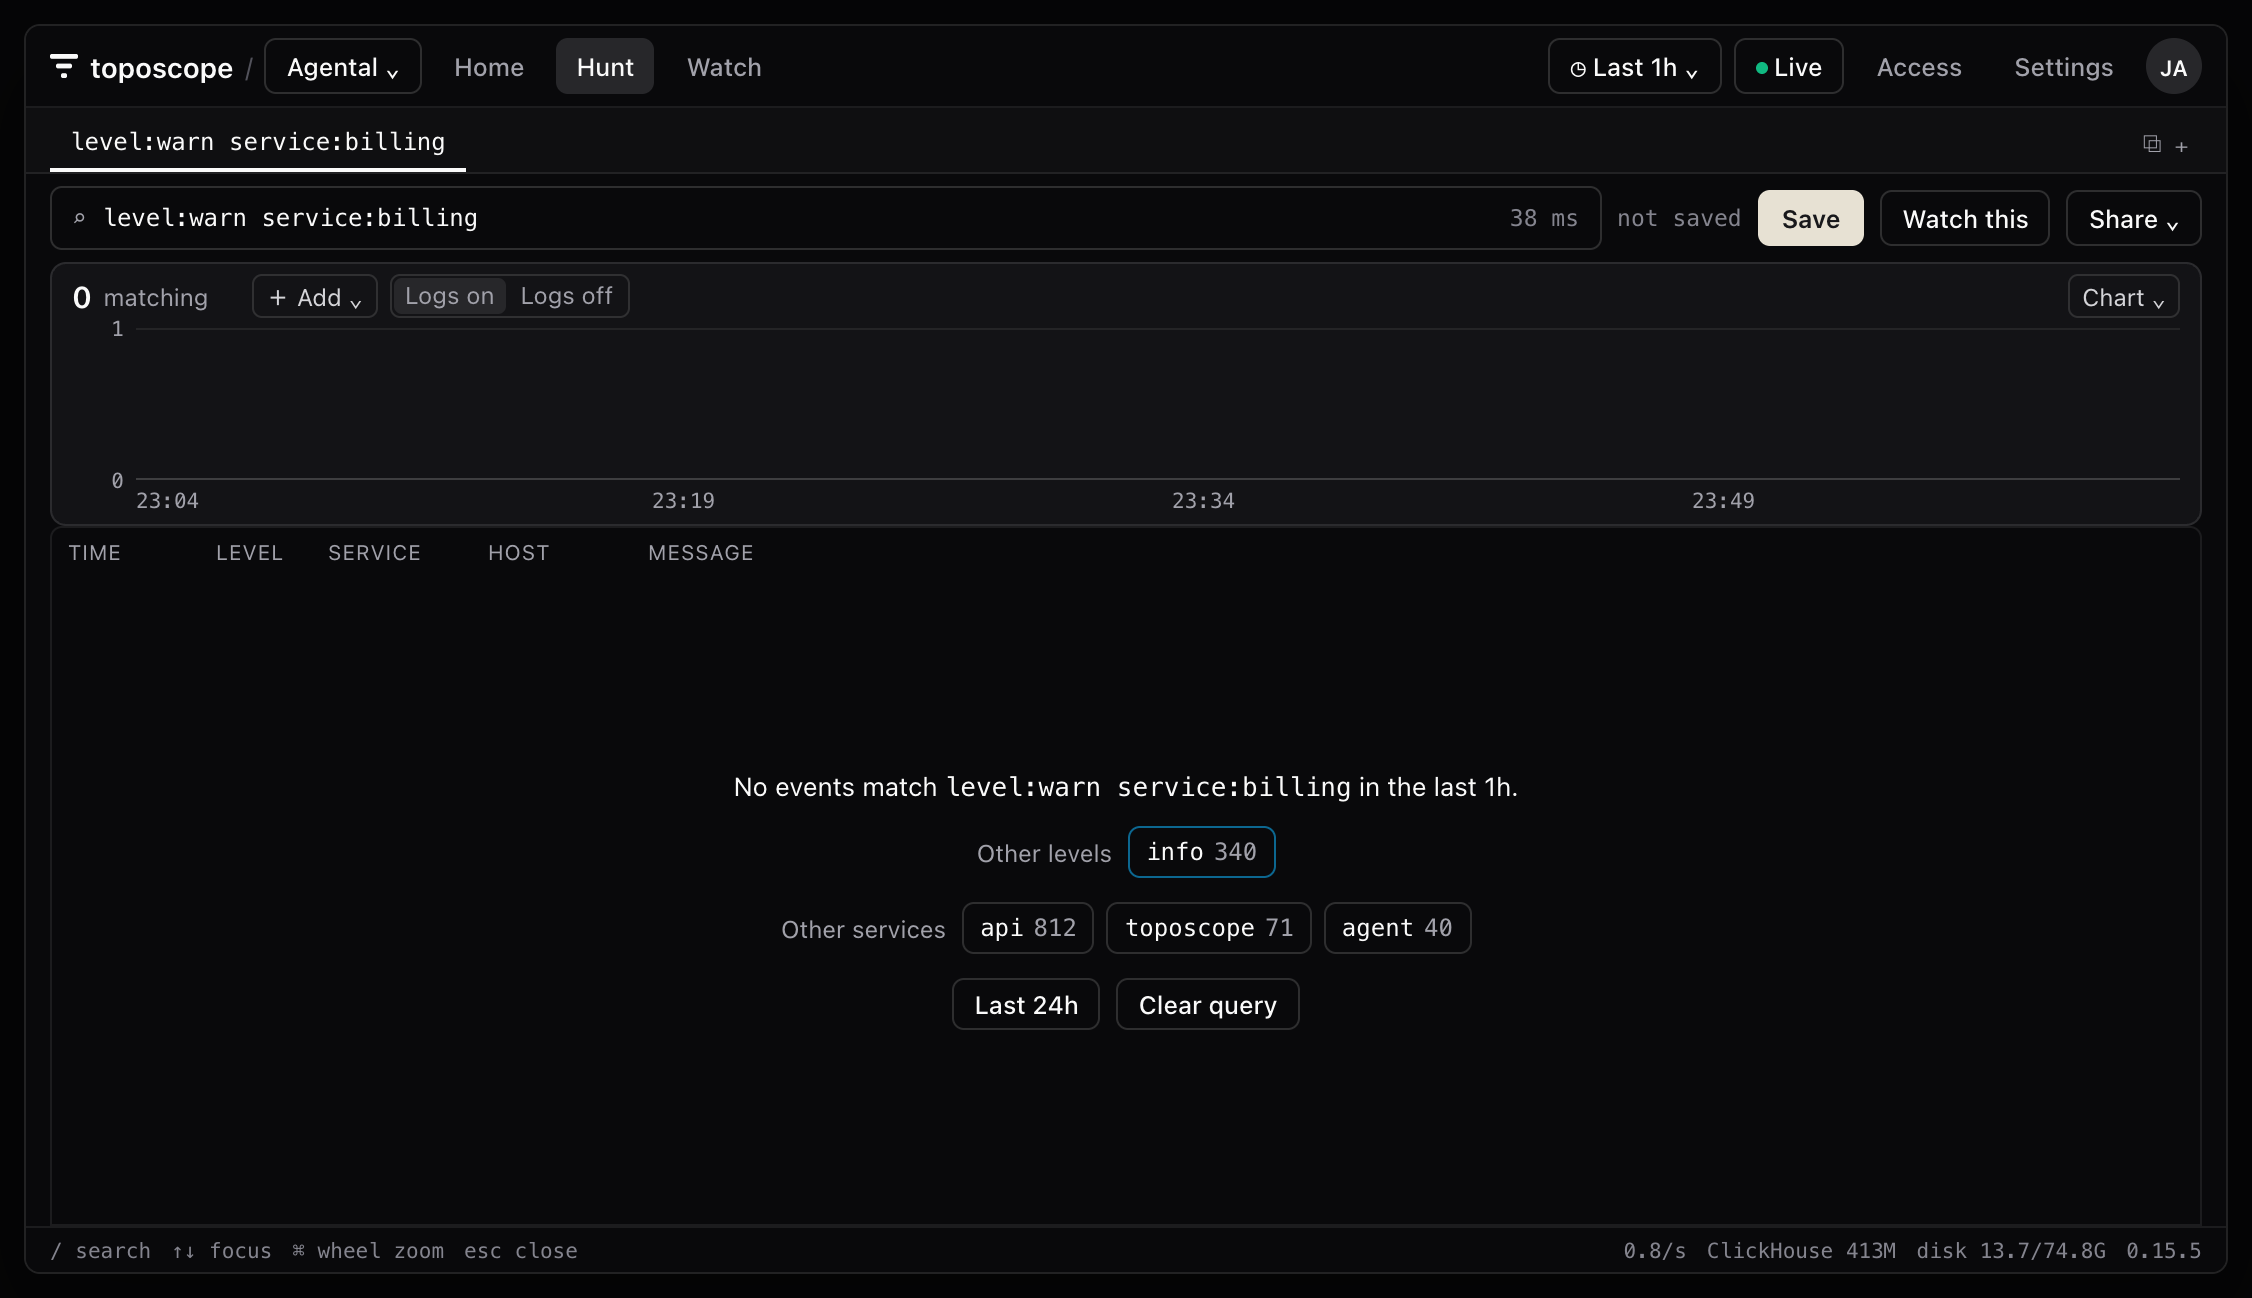 toposcope / Agental Home Hunt Watch Last 1h Live Access Settings JA
level:warn service:billing +
level:warn service:billing 38 ms not saved Save Watch this Share
0 matching + Add Logs on Logs off Chart
1
0
23:04 23:19 23:34 23:49
TIME LEVEL SERVICE HOST MESSAGE
No events match level:warn service:billing in the last 1h.
Other levels info 340
Other services api 812 toposcope 71 agent 40
Last 24h Clear query
/ search ↑↓ focus ⌘ wheel zoom esc close 0.8/s ClickHouse 413M disk 13.7/74.8G 0.15.5